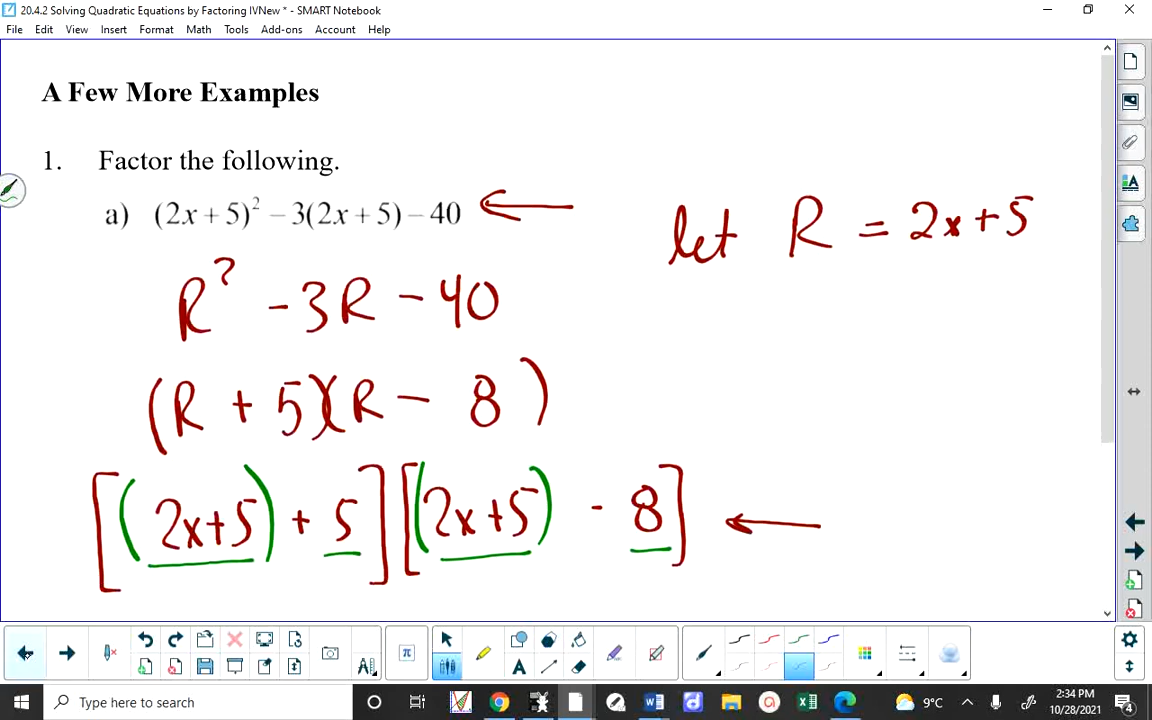 20.4.2 Solving Quadratic Equations by Factoring IVNew * - SMART Notebook
File Edit View Insert Format Math Tools Add-ons Account Help
A Few More Examples
1. Factor the following.
a) (2x + 5)² – 3(2x + 5) – 40
let R = 2x+5
R² - 3R - 40
(R + 5)(R - 8)
[(2x+5) + 5][(2x+5) - 8]
π
A
Type here to search
9°C
2:34 PM
10/28/2021
4